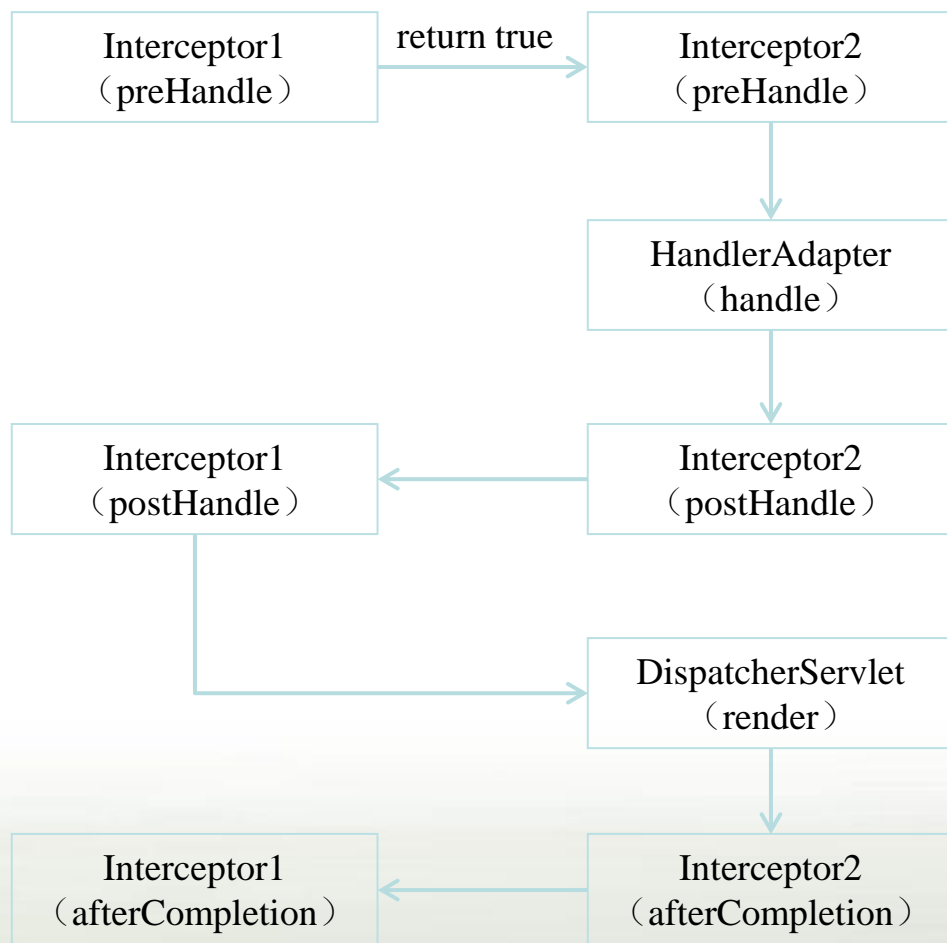 Interceptor1
（preHandle）
return true
Interceptor2
（preHandle）
HandlerAdapter
（handle）
Interceptor1
（postHandle）
Interceptor2
（postHandle）
DispatcherServlet
（render）
Interceptor1
（afterCompletion）
Interceptor2
（afterCompletion）